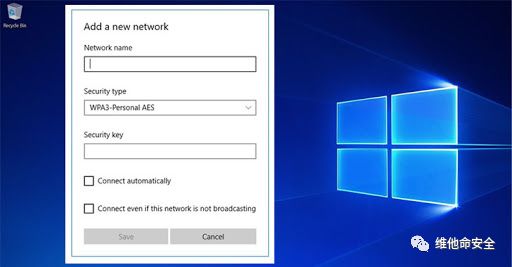 Recycle Bin
Add a new network
Network name
Security type
WPA3-Personal AES
Security key
Connect automatically
Connect even if this network is not broadcasting
Save
Cancel
维他命安全